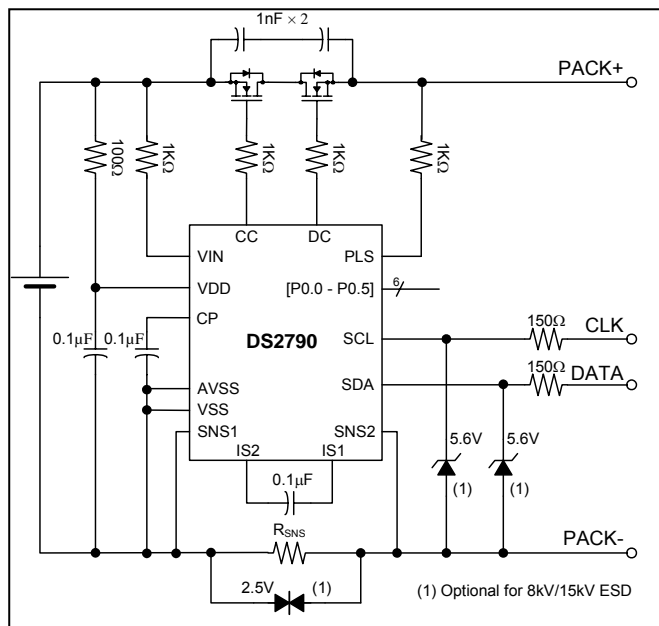 1nF × 2
PACK+
100Ω
1KΩ
1KΩ
1KΩ
1KΩ
CC
DC
VIN
PLS
VDD
[P0.0 - P0.5]
6
CP
0.1µF
0.1µF
DS2790
SCL
150Ω
CLK
150Ω
DATA
SDA
AVSS
VSS
SNS1
SNS2
IS2
IS1
5.6V
5.6V
0.1µF
(1)
(1)
RSNS
PACK-
2.5V
(1)
(1) Optional for 8kV/15kV ESD